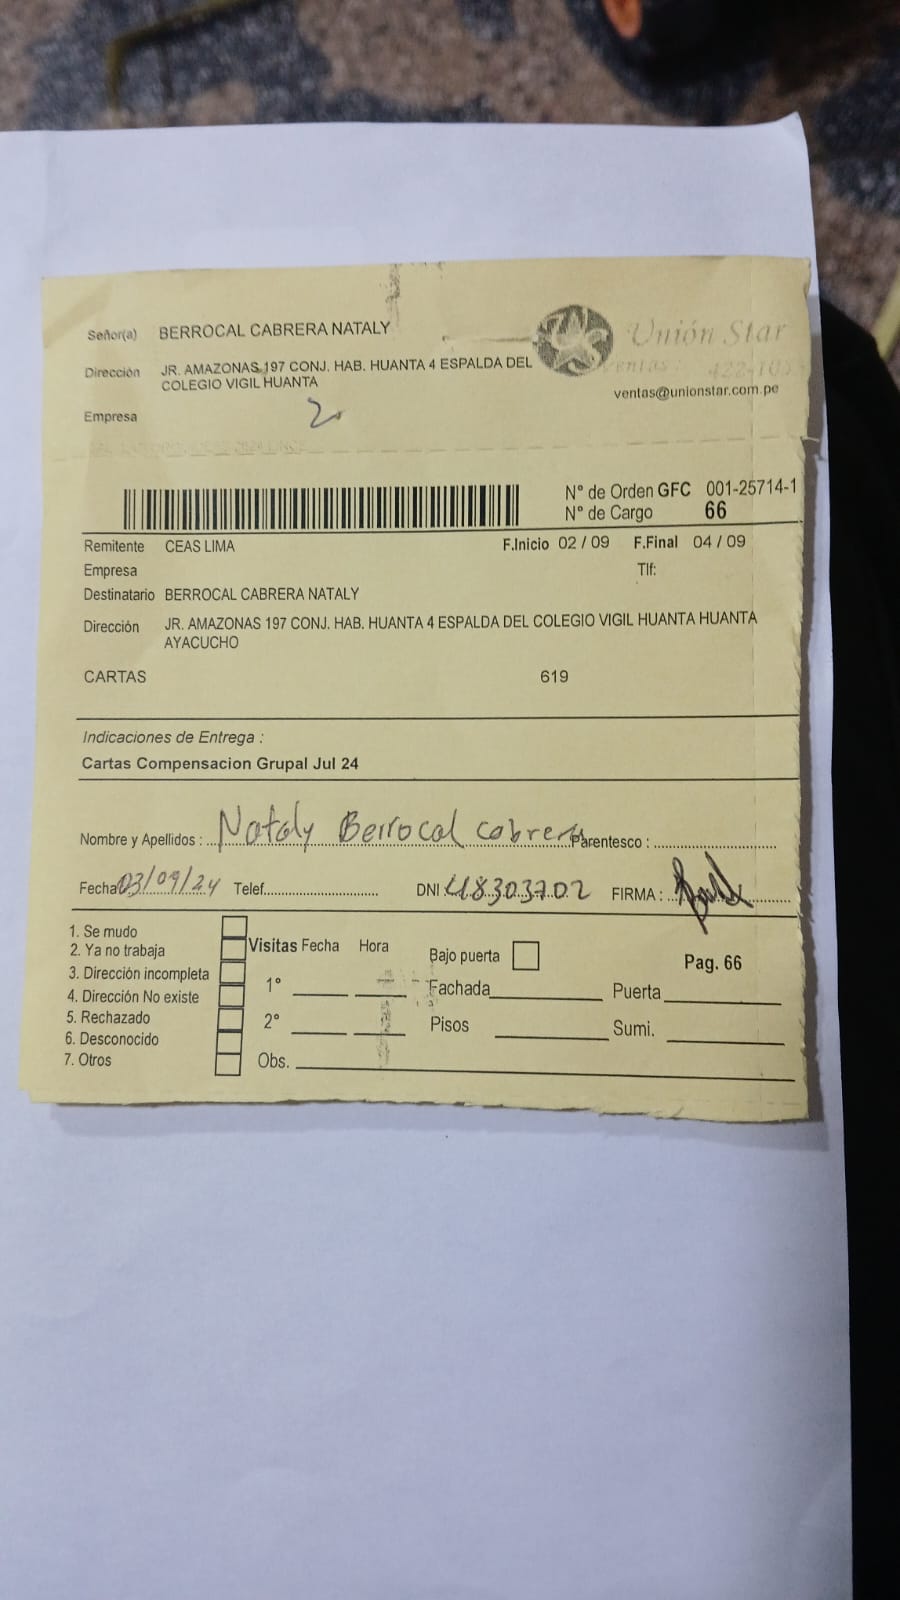 Señor(a) BERROCAL CABRERA NATALY
Unión Star
Dirección JR. AMAZONAS 197 CONJ. HAB. HUANTA 4 ESPALDA DEL
COLEGIO VIGIL HUANTA
ventas@unionstar.com.pe
Empresa
N° de Orden GFC 001-25714-1
N° de Cargo 66
Remitente CEAS LIMA F.Inicio 02 / 09 F.Final 04 / 09
Empresa Tlf:
Destinatario BERROCAL CABRERA NATALY
Dirección JR. AMAZONAS 197 CONJ. HAB. HUANTA 4 ESPALDA DEL COLEGIO VIGIL HUANTA HUANTA
AYACUCHO
CARTAS 619
Indicaciones de Entrega :
Cartas Compensacion Grupal Jul 24
Nombre y Apellidos : Nataly Berrocal Cabrera Parentesco :
Fecha 03/09/24 Telef. DNI 48303702 FIRMA :
1. Se mudo
2. Ya no trabaja
3. Dirección incompleta
4. Dirección No existe
5. Rechazado
6. Desconocido
7. Otros
Visitas Fecha Hora
1°
2°
Obs.
Bajo puerta
Fachada Puerta
Pisos Sumi.
Pag. 66